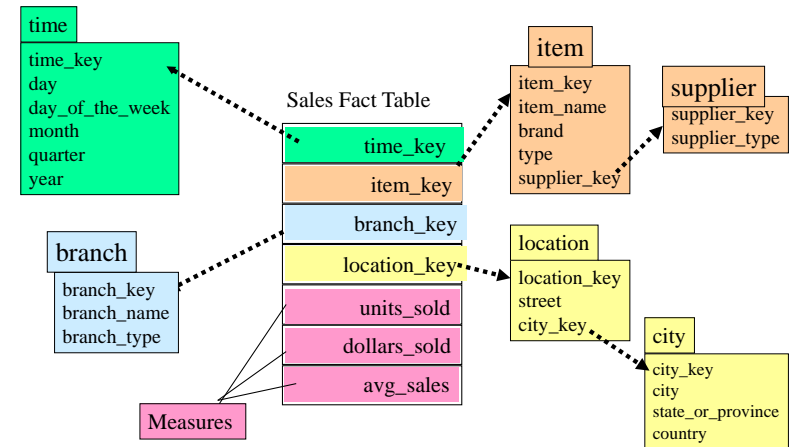 time
time_key
day
day_of_the_week
month
quarter
year
Sales Fact Table
time_key
item_key
branch_key
location_key
units_sold
dollars_sold
avg_sales
Measures
branch
branch_key
branch_name
branch_type
item
item_key
item_name
brand
type
supplier_key
supplier
supplier_key
supplier_type
location
location_key
street
city_key
city
city_key
city
state_or_province
country